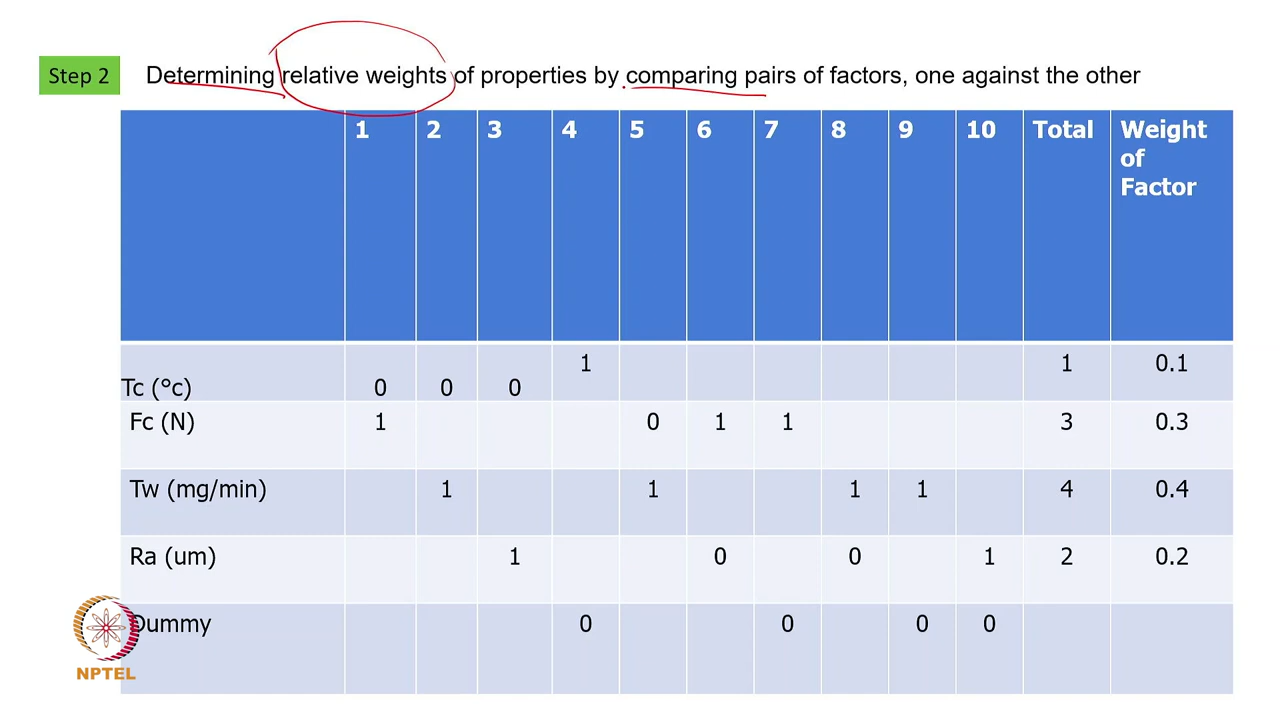 Step 2 Determining relative weights of properties by comparing pairs of factors, one against the other
1 2 3 4 5 6 7 8 9 10 Total Weight of Factor
Tc (°c) 0 0 0 1 1 0.1
Fc (N) 1 0 1 1 3 0.3
Tw (mg/min) 1 1 1 1 4 0.4
Ra (um) 1 0 0 1 2 0.2
Dummy 0 0 0 0
NPTEL